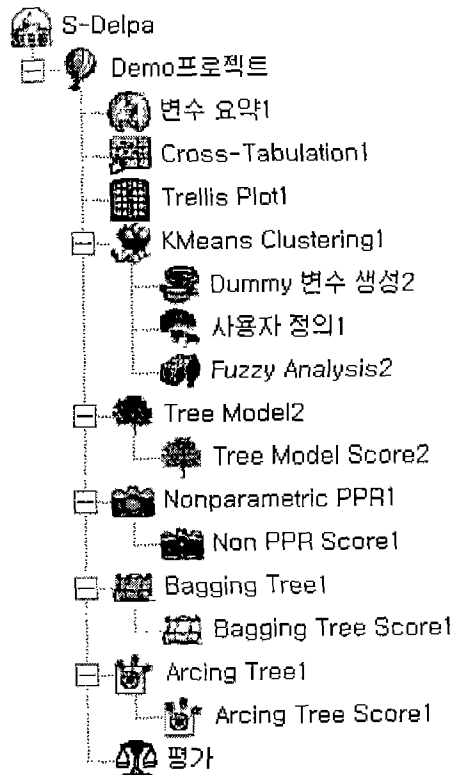 S-Delpa
Demo프로젝트
변수 요약1
Cross-Tabulation1
Trellis Plot1
KMeans Clustering1
Dummy 변수 생성2
사용자 정의1
Fuzzy Analysis2
Tree Model2
Tree Model Score2
Nonparametric PPR1
Non PPR Score1
Bagging Tree1
Bagging Tree Score1
Arcing Tree1
Arcing Tree Score1
평가